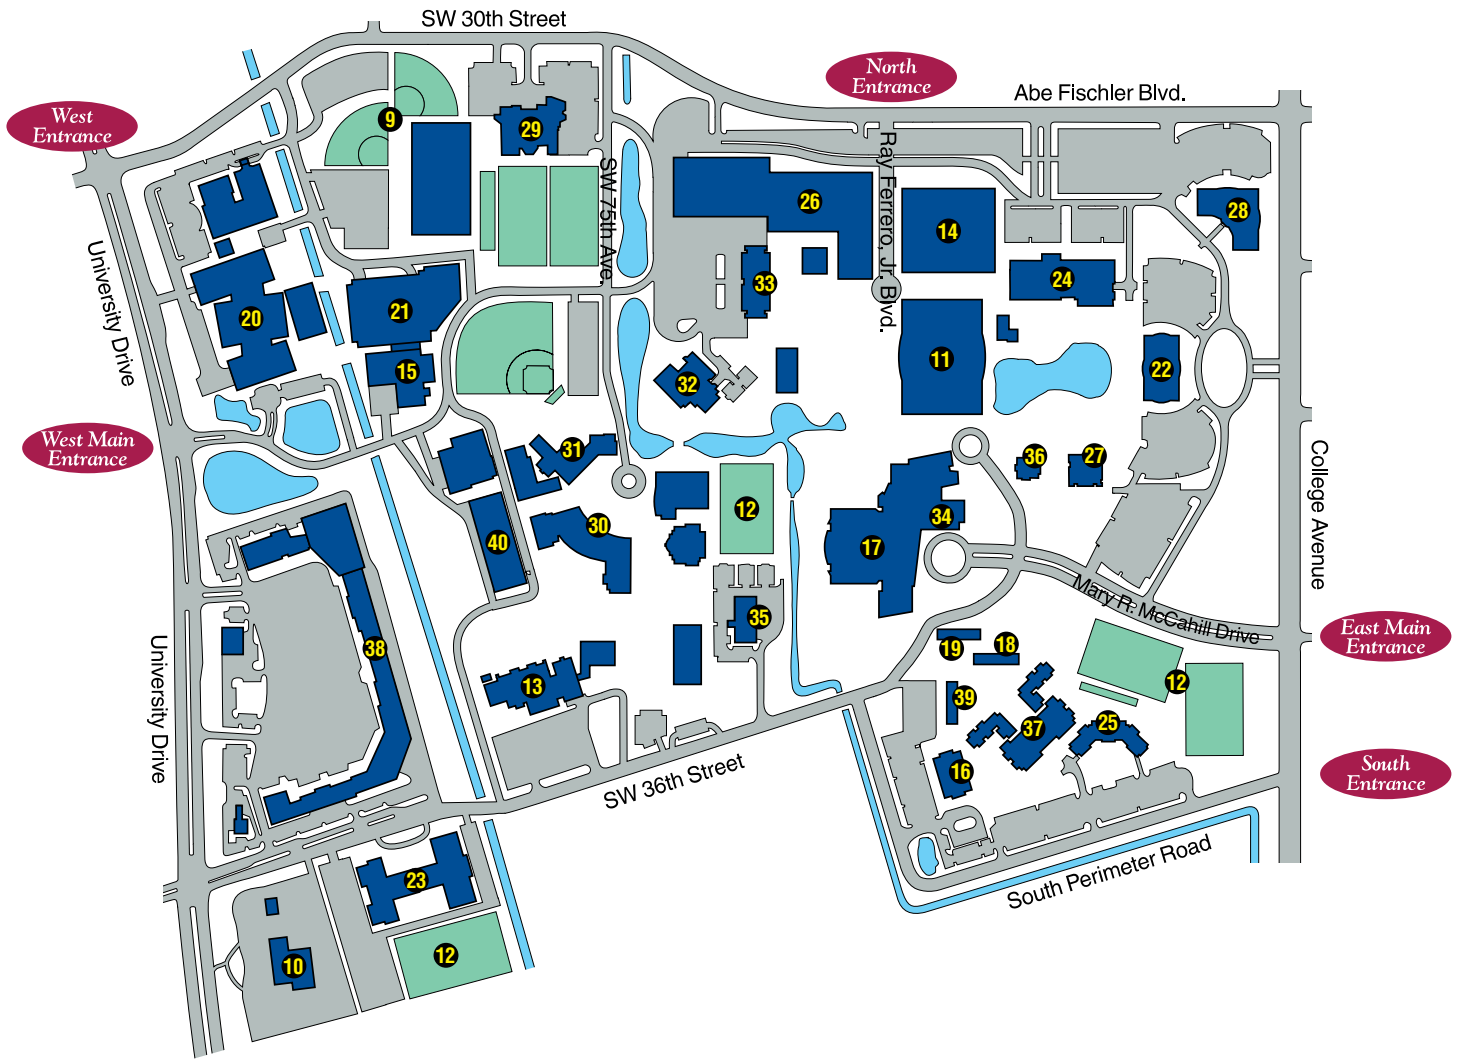 SW 30th Street
North
Entrance
Abe Fischler Blvd.
West
Entrance
9
29
SW 75th Ave.
Ray Ferrero, Jr. Blvd.
26
14
28
24
33
University Drive
20
21
15
11
22
32
West Main
Entrance
31
36
27
College Avenue
12
30
34
40
17
Mary R. McCahill Drive
35
East Main
Entrance
University Drive
38
19
18
13
12
39
25
37
16
South
Entrance
SW 36th Street
South Perimeter Road
23
12
10